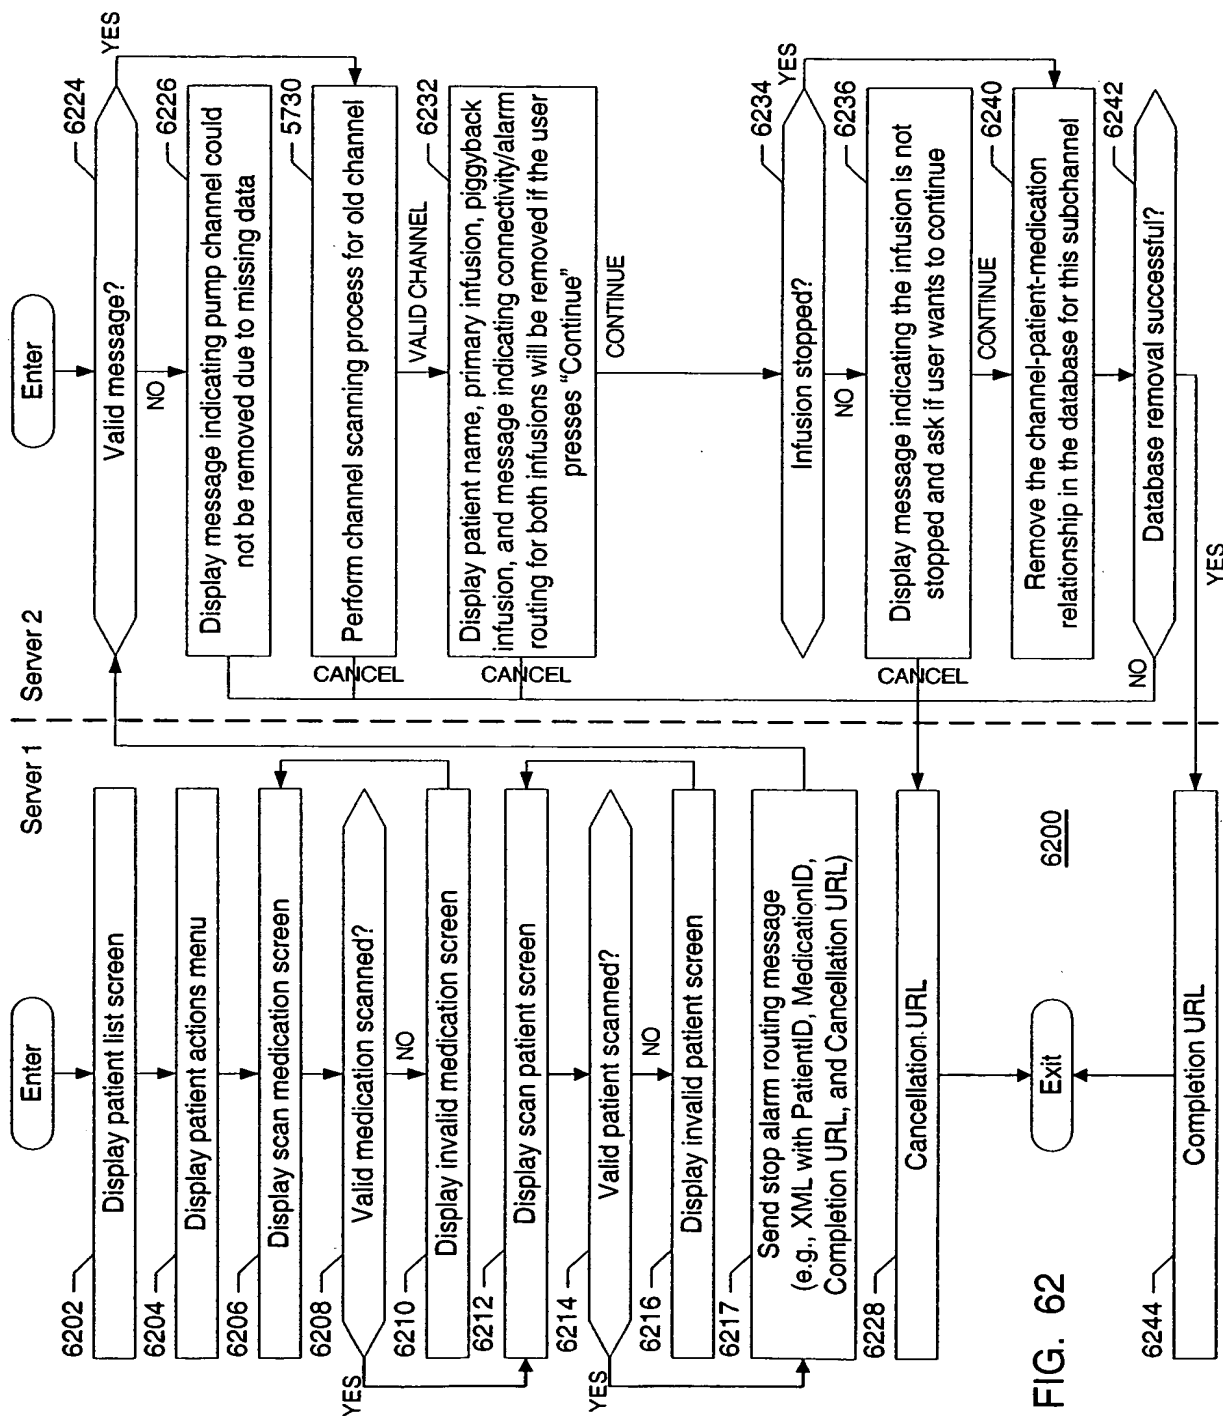 Server 1
Enter
6202
Display patient list screen
6204
Display patient actions menu
6206
Display scan medication screen
6208
Valid medication scanned?
YES
NO
6210
Display invalid medication screen
6212
Display scan patient screen
6214
Valid patient scanned?
YES
NO
6216
Display invalid patient screen
6217
Send stop alarm routing message
(e.g., XML with PatientID, MedicationID,
Completion URL, and Cancellation URL)
6228
Cancellation URL
Exit
6200
6244
Completion URL
FIG. 62
Server 2
Enter
6224
Valid message?
YES
NO
6226
Display message indicating pump channel could
not be removed due to missing data
5730
Perform channel scanning process for old channel
CANCEL
VALID CHANNEL
6232
Display patient name, primary infusion, piggyback
infusion, and message indicating connectivity/alarm
routing for both infusions will be removed if the user
presses “Continue”
CANCEL
CONTINUE
6234
Infusion stopped?
YES
NO
6236
Display message indicating the infusion is not
stopped and ask if user wants to continue
CANCEL
CONTINUE
6240
Remove the channel-patient-medication
relationship in the database for this subchannel
6242
Database removal successful?
NO
YES